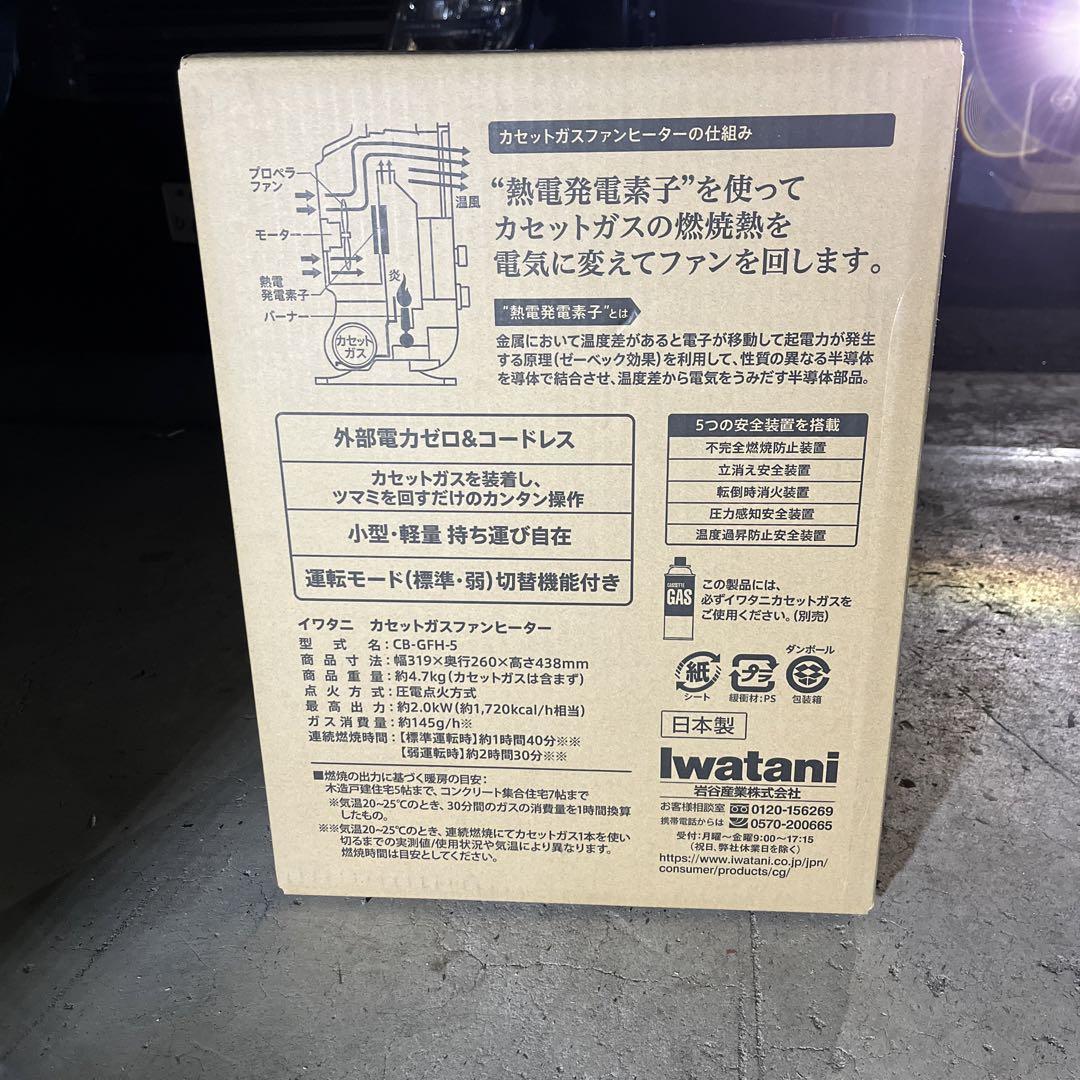 カセットガスファンヒーターの仕組み
プロペラ
ファン
温風
モーター
熱電
発電素子
炎
バーナー
カセット
ガス
“熱電発電素子”を使って
カセットガスの燃焼熱を
電気に変えてファンを回します。
“熱電発電素子”とは
金属において温度差があると電子が移動して起電力が発生
する原理(ゼーベック効果)を利用して、性質の異なる半導体
を導体で結合させ、温度差から電気をうみだす半導体部品。
外部電力ゼロ&コードレス
カセットガスを装着し、
ツマミを回すだけのカンタン操作
小型・軽量 持ち運び自在
運転モード(標準・弱)切替機能付き
5つの安全装置を搭載
不完全燃焼防止装置
立消え安全装置
転倒時消火装置
圧力感知安全装置
温度過昇防止安全装置
CASSETTE
GAS
この製品には、
必ずイワタニカセットガスを
ご使用ください。(別売)
イワタニ カセットガスファンヒーター
型式名:CB-GFH-5
商品寸法:幅319×奥行260×高さ438mm
商品重量:約4.7kg(カセットガスは含まず)
点火方式:圧電点火方式
最高出力:約2.0kW(約1,720kcal/h相当)
ガス消費量:約145g/h※
連続燃焼時間:【標準運転時】約1時間40分※※
【弱運転時】約2時間30分※※
■燃焼の出力に基づく暖房の目安:
木造戸建住宅5帖まで、コンクリート集合住宅7帖まで
※気温20~25℃のとき、30分間のガスの消費量を1時間換算
したもの。
※※気温20~25℃のとき、連続燃焼にてカセットガス1本を使い
切るまでの実測値/使用状況や気温により異なります。
燃焼時間は目安としてください。
紙
シート
プラ
緩衝材:PS
ダンボール
包装箱
日本製
Iwatani
岩谷産業株式会社
お客様相談室 0120-156269
携帯電話からは 0570-200665
受付:月曜~金曜9:00~17:15
(祝日、弊社休業日を除く)
https://www.iwatani.co.jp/jpn/
consumer/products/cg/